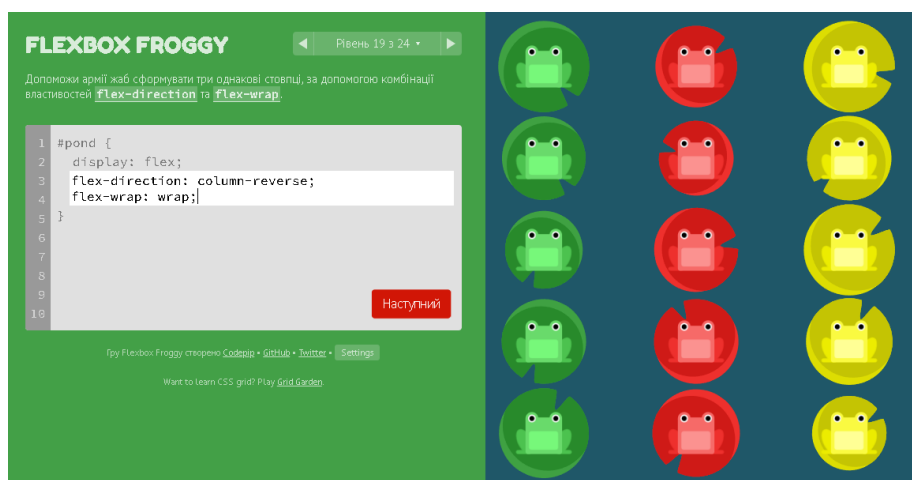 FLEXBOX FROGGY
◀ Рівень 19 з 24 ▾ ▶
Допоможи армії жаб сформувати три однакові стовпці, за допомогою комбінації
властивостей flex-direction та flex-wrap.
1 #pond {
2 display: flex;
3 flex-direction: column-reverse;
4 flex-wrap: wrap;
5 }
6
7
8
9
10
Наступний
Гру Flexbox Froggy створено Codepip • GitHub • Twitter • Settings
Want to learn CSS grid? Play Grid Garden.